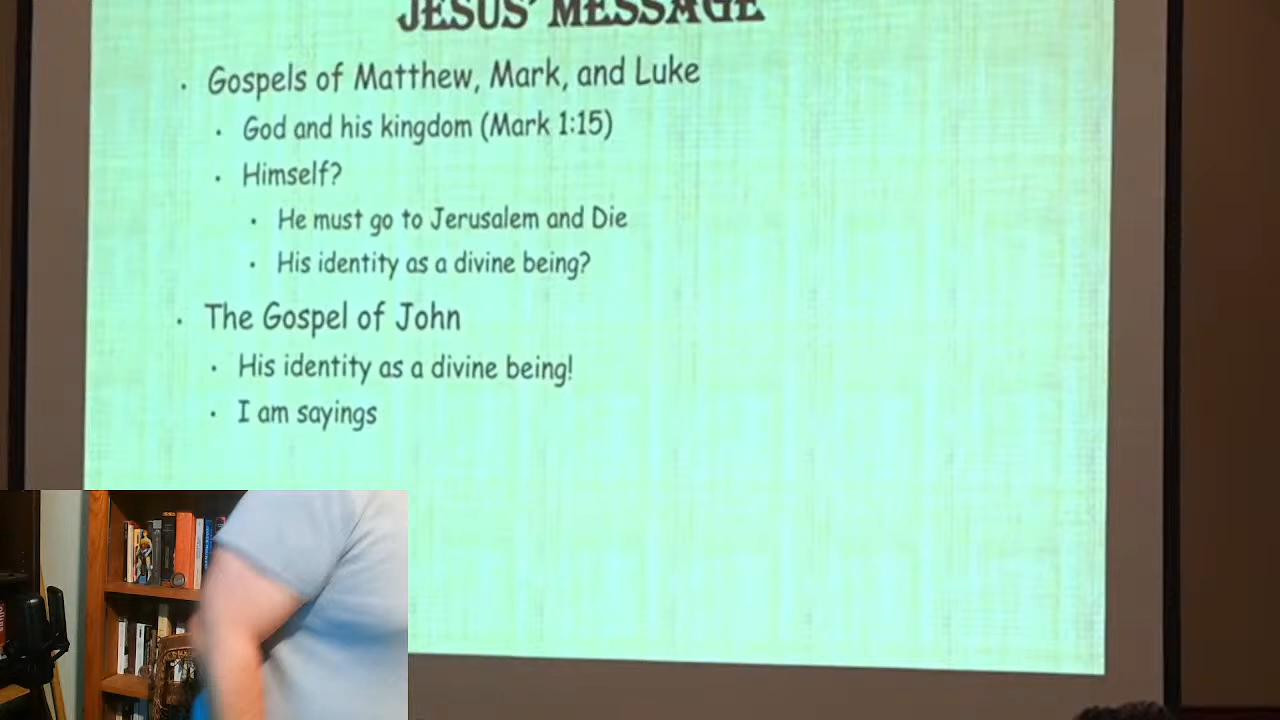 JESUS' MESSAGE
• Gospels of Matthew, Mark, and Luke
• God and his kingdom (Mark 1:15)
• Himself?
• He must go to Jerusalem and Die
• His identity as a divine being?
• The Gospel of John
• His identity as a divine being!
• I am sayings